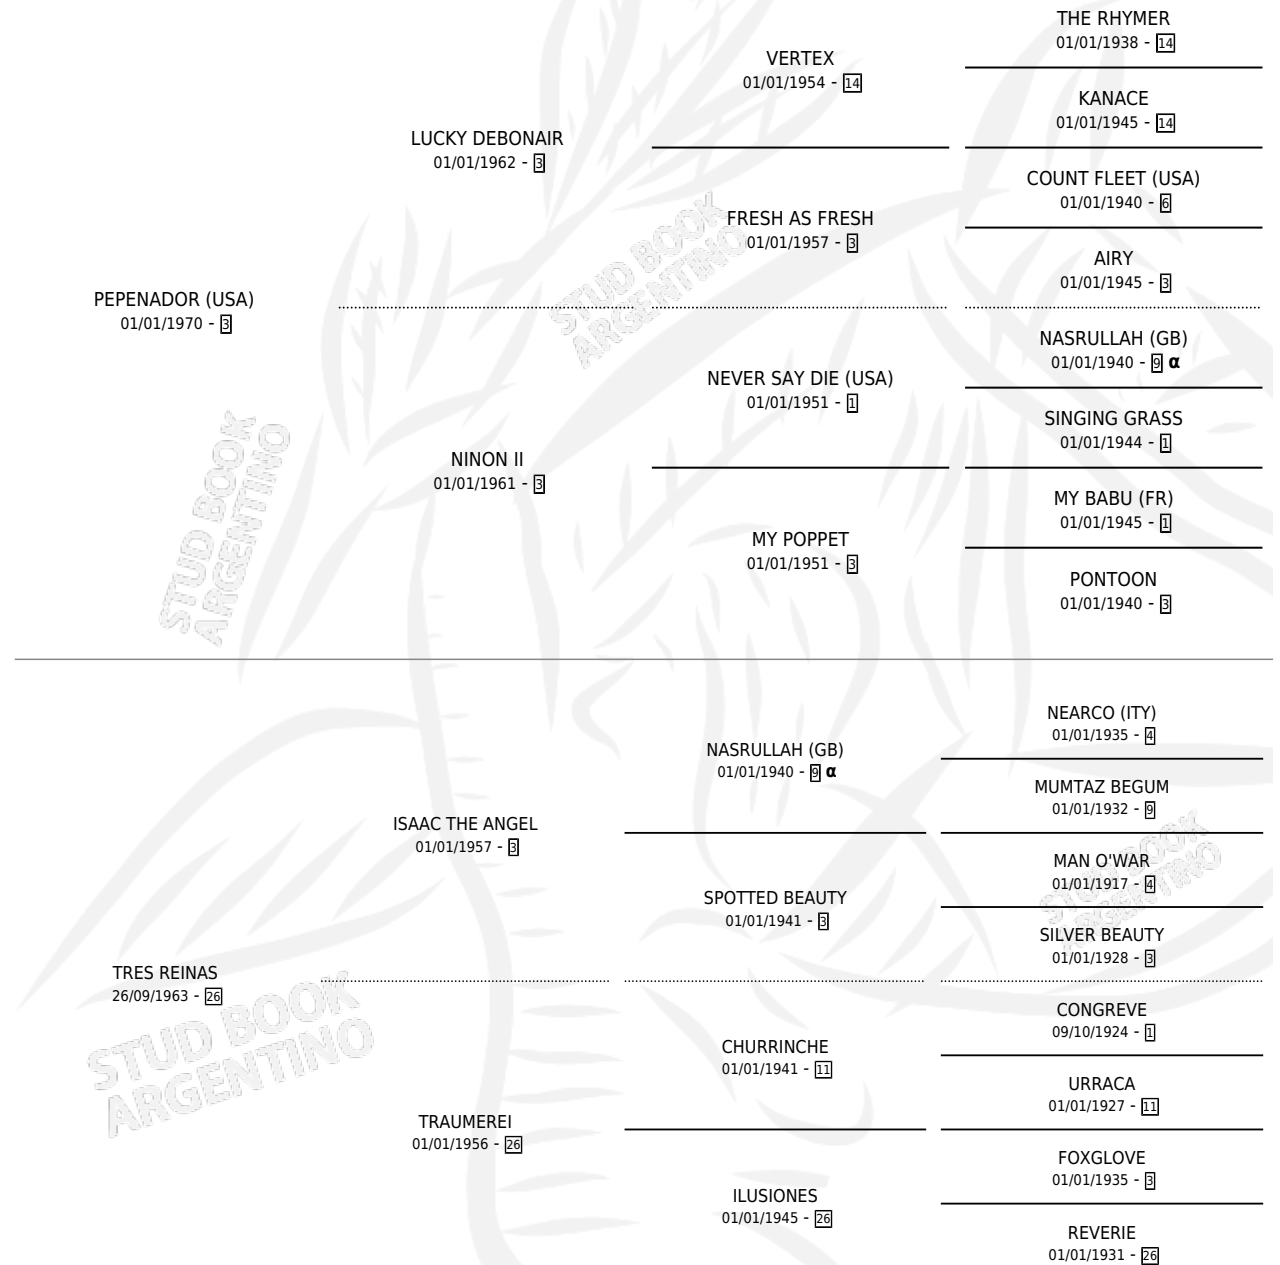 THE RHYMER
01/01/1938 - 14
VERTEX
01/01/1954 - 14
KANACE
01/01/1945 - 14
LUCKY DEBONAIR
01/01/1962 - 3
COUNT FLEET (USA)
01/01/1940 - 6
FRESH AS FRESH
01/01/1957 - 3
AIRY
01/01/1945 - 3
PEPENADOR (USA)
01/01/1970 - 3
NASRULLAH (GB)
01/01/1940 - 9 α
NEVER SAY DIE (USA)
01/01/1951 - 1
SINGING GRASS
01/01/1944 - 1
NINON II
01/01/1961 - 3
MY BABU (FR)
01/01/1945 - 1
MY POPPET
01/01/1951 - 3
PONTOON
01/01/1940 - 3
STUD BOOK
ARGENTINO
STUD BOOK
ARGENTINO
NEARCO (ITY)
01/01/1935 - 4
NASRULLAH (GB)
01/01/1940 - 9 α
MUMTAZ BEGUM
01/01/1932 - 9
ISAAC THE ANGEL
01/01/1957 - 3
MAN O'WAR
01/01/1917 - 4
SPOTTED BEAUTY
01/01/1941 - 3
SILVER BEAUTY
01/01/1928 - 3
TRES REINAS
26/09/1963 - 26
CONGREVE
09/10/1924 - 1
CHURRINCHE
01/01/1941 - 11
URRACA
01/01/1927 - 11
TRAUMEREI
01/01/1956 - 26
FOXGLOVE
01/01/1935 - 3
ILUSIONES
01/01/1945 - 26
REVERIE
01/01/1931 - 26
STUD BOOK
ARGENTINO
STUD BOOK
ARGENTINO